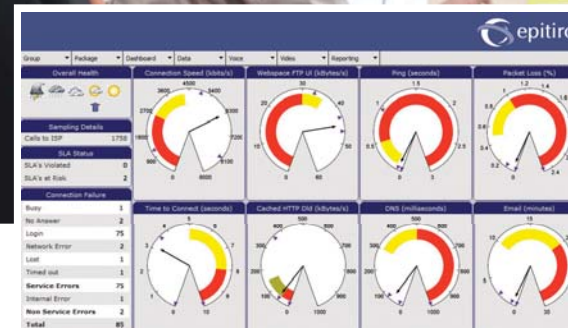 epitiro
Group Package Dashboard Data Voice Video Reporting
Overall Health
Sampling Details
Calls to ISP 1758
SLA Status
SLA's Violated 0
SLA's at Risk 2
Connection Failure
Busy 1
No Answer 2
Login 75
Network Error 2
Lost 1
Timed out 1
Service Errors 75
Internal Error 1
Non Service Errors 2
Total 85
Connection Speed (kbits/s)
Webspace FTP Ul (kBytes/s)
Ping (seconds)
Packet Loss (%)
Time to Connect (seconds)
Cached HTTP Dld (kBytes/s)
DNS (milliseconds)
Email (minutes)